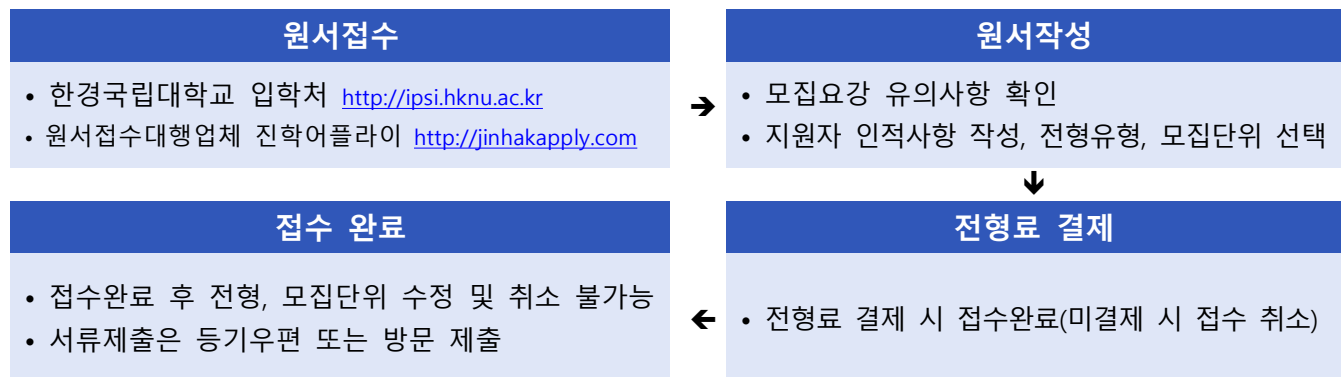 원서접수
• 한경국립대학교 입학처 http://ipsi.hknu.ac.kr
• 원서접수대행업체 진학어플라이 http://jinhakapply.com
➔
원서작성
• 모집요강 유의사항 확인
• 지원자 인적사항 작성, 전형유형, 모집단위 선택
🡻
전형료 결제
• 전형료 결제 시 접수완료(미결제 시 접수 취소)
🡸
접수 완료
• 접수완료 후 전형, 모집단위 수정 및 취소 불가능
• 서류제출은 등기우편 또는 방문 제출